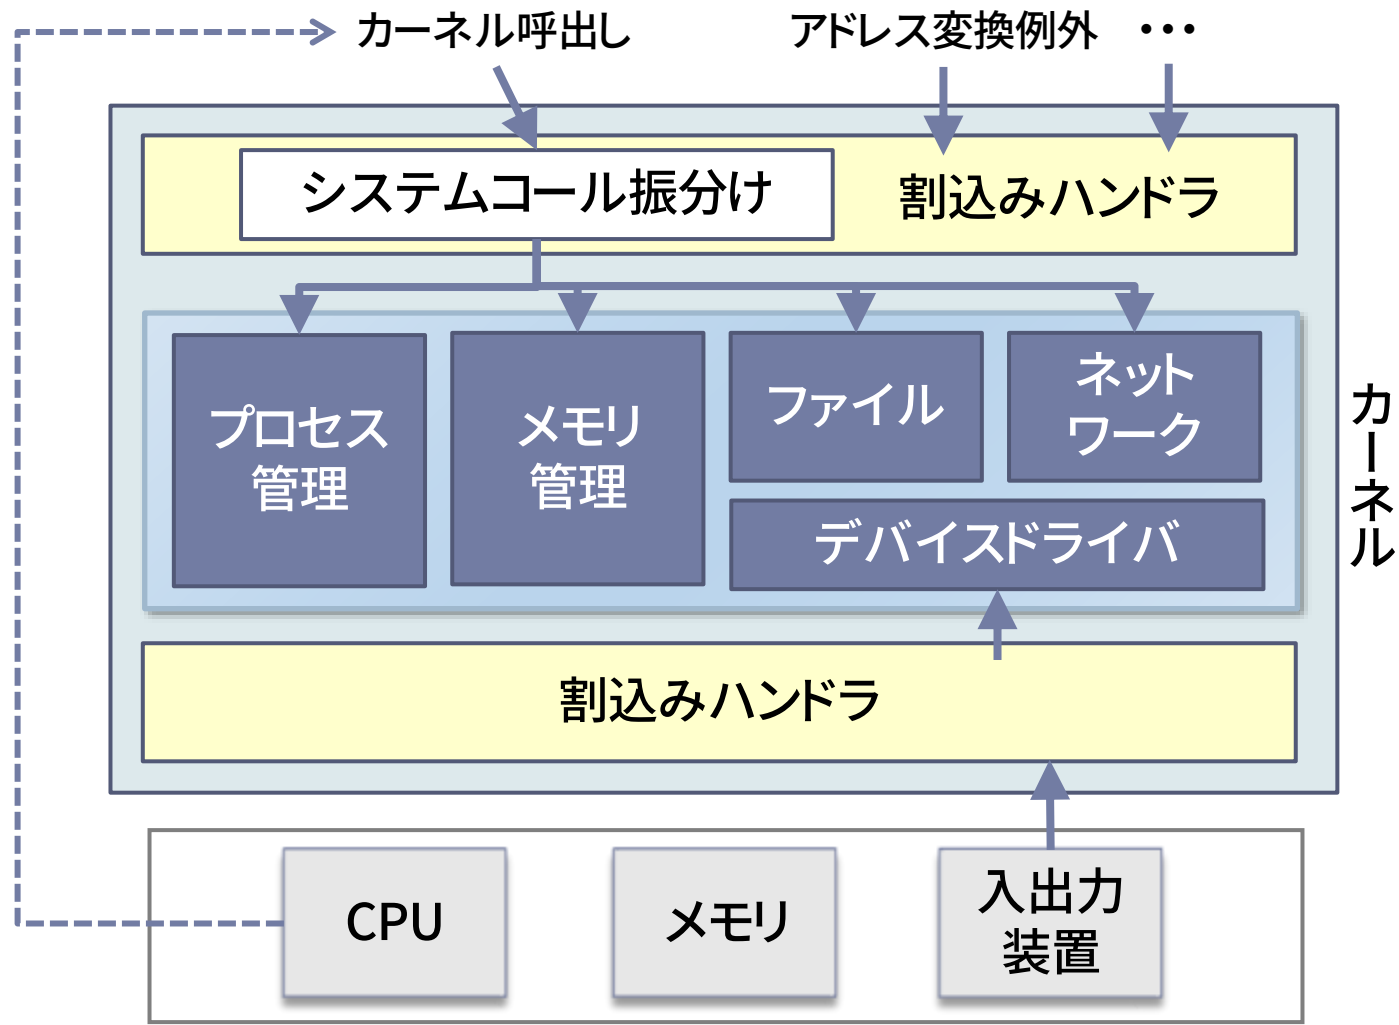 カーネル呼出し
アドレス変換例外 ・・・
システムコール振分け
割込みハンドラ
プロセス
管理
メモリ
管理
ファイル
ネット
ワーク
デバイスドライバ
カーネル
割込みハンドラ
CPU
メモリ
入出力
装置